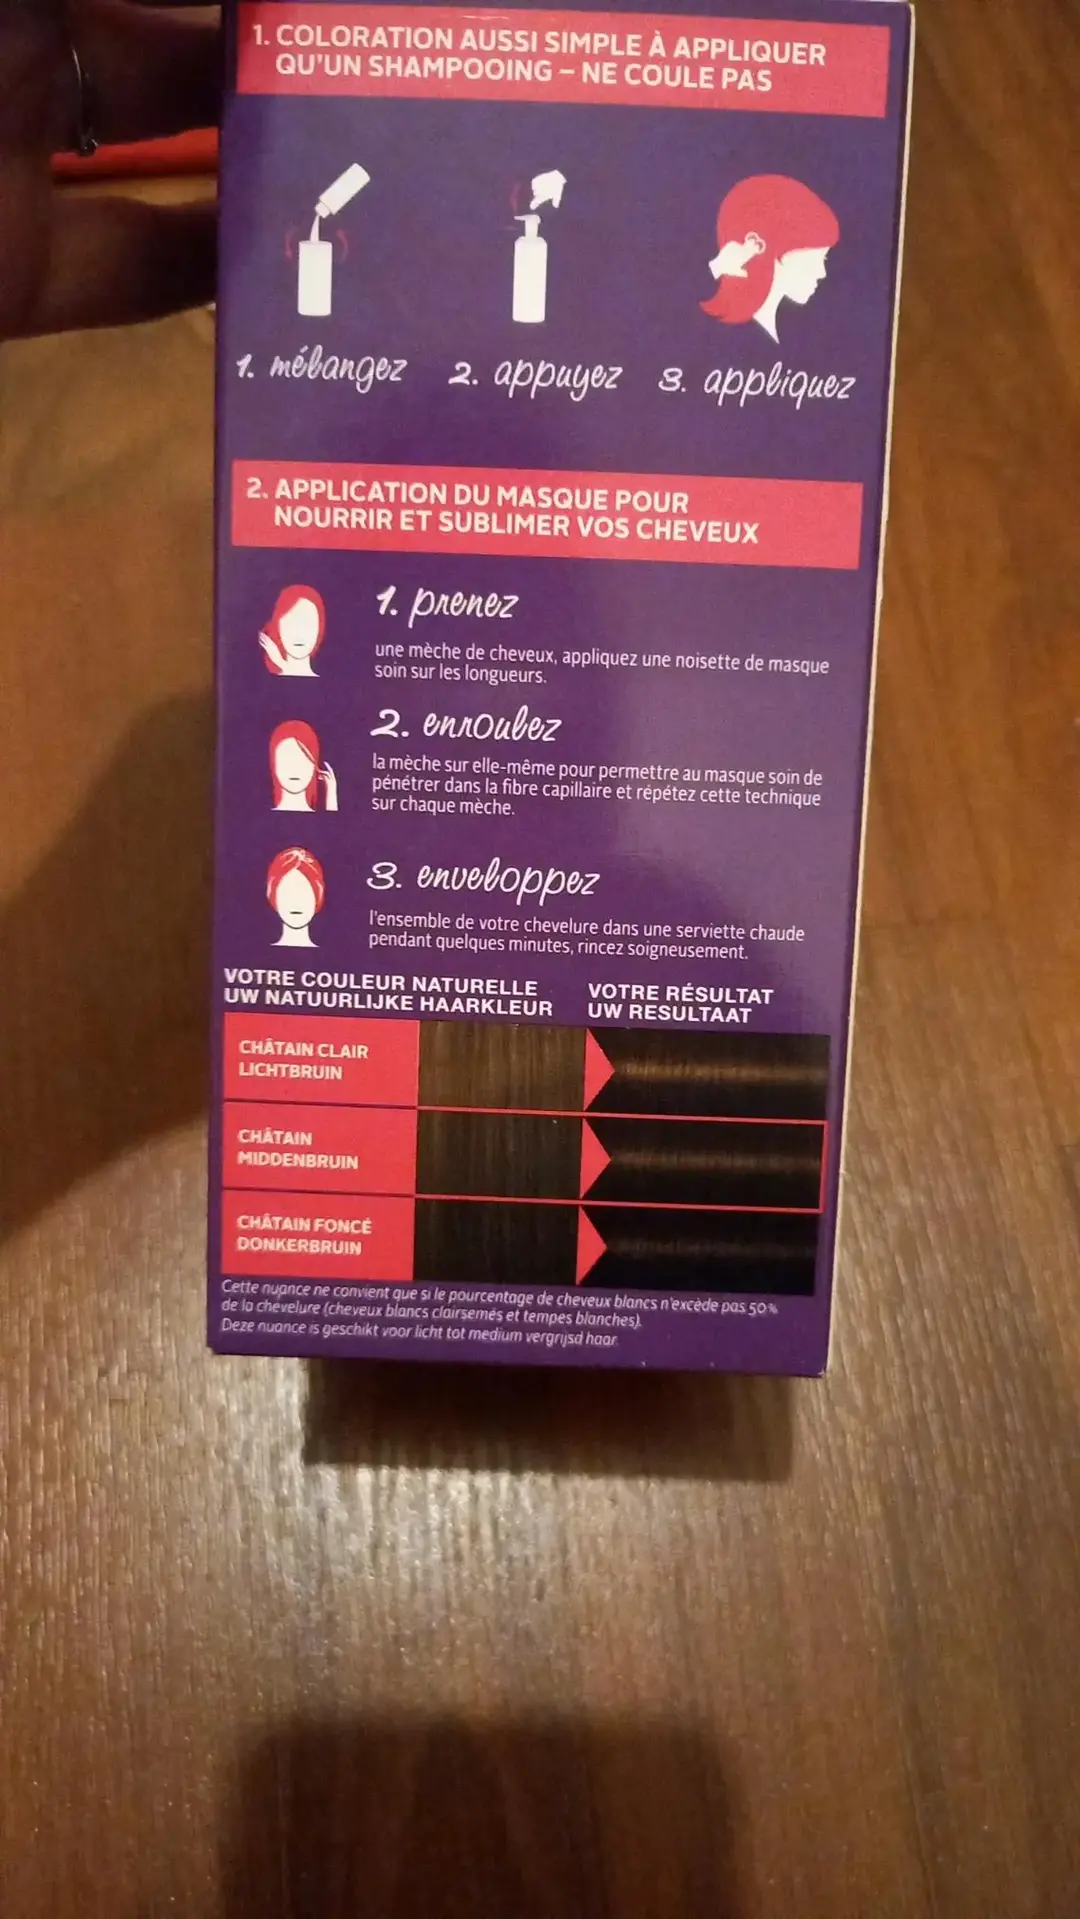 1. COLORATION AUSSI SIMPLE À APPLIQUER
QU'UN SHAMPOOING – NE COULE PAS
1. mélangez
2. appuyez
3. appliquez
2. APPLICATION DU MASQUE POUR
NOURRIR ET SUBLIMER VOS CHEVEUX
1. prenez
une mèche de cheveux, appliquez une noisette de masque
soin sur les longueurs.
2. enroulez
la mèche sur elle-même pour permettre au masque soin de
pénétrer dans la fibre capillaire et répétez cette technique
sur chaque mèche.
3. enveloppez
l'ensemble de votre chevelure dans une serviette chaude
pendant quelques minutes, rincez soigneusement.
VOTRE COULEUR NATURELLE
UW NATUURLIJKE HAARKLEUR
VOTRE RÉSULTAT
UW RESULTAAT
CHÂTAIN CLAIR
LICHTBRUIN
CHÂTAIN
MIDDENBRUIN
CHÂTAIN FONCÉ
DONKERBRUIN
Cette nuance ne convient que si le pourcentage de cheveux blancs n'excède pas 50%
de la chevelure (cheveux blancs clairsemés et tempes blanches).
Deze nuance is geschikt voor licht tot medium vergrijsd haar.